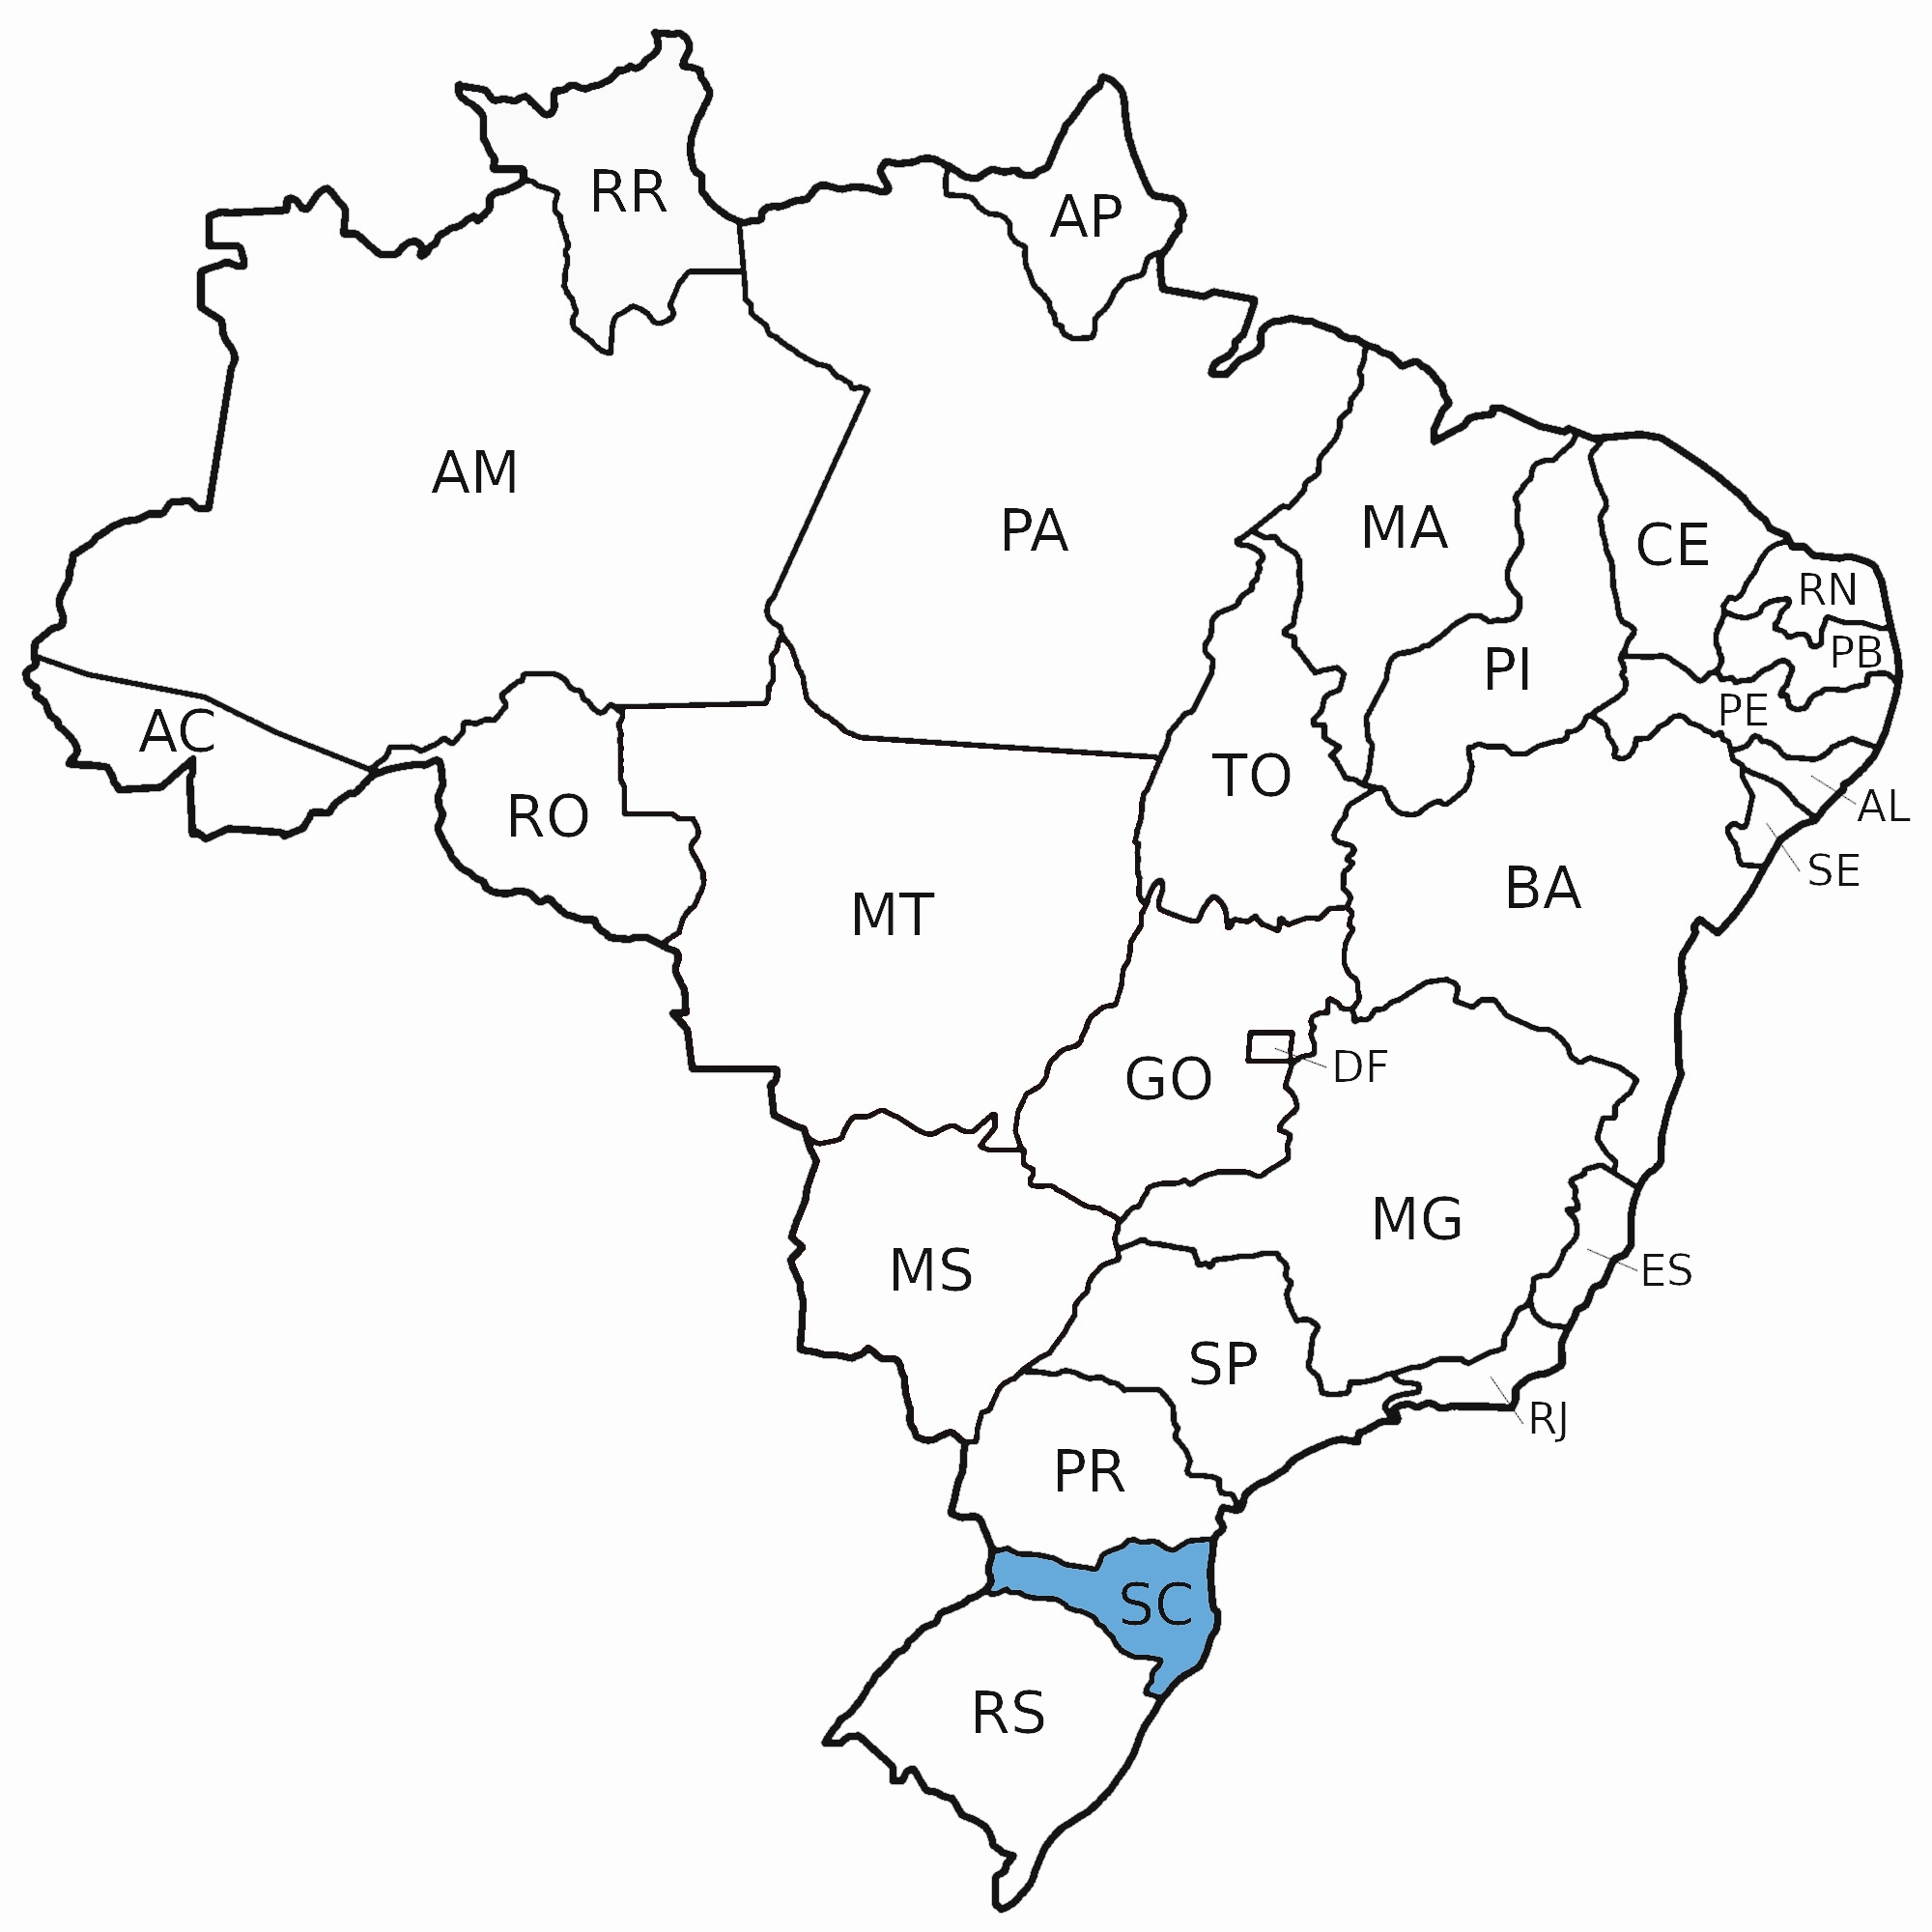 RR
AP
AM
PA
MA
CE
RN
PB
PI
PE
AC
TO
AL
RO
SE
BA
MT
DF
GO
MG
MS
ES
SP
RJ
PR
SC
RS